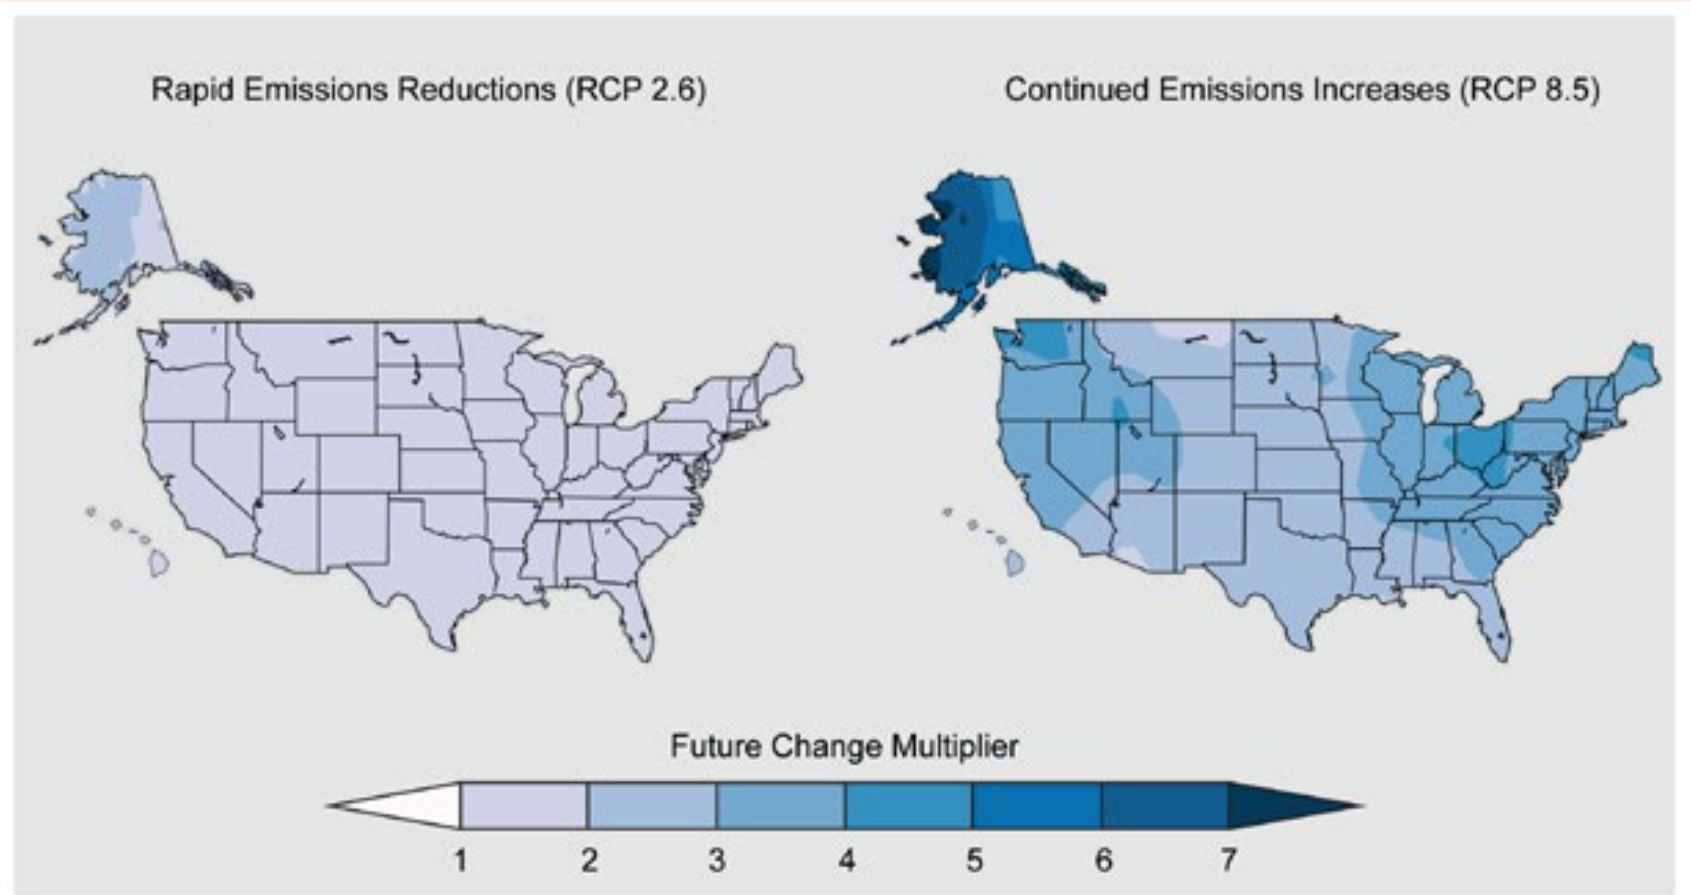 Rapid Emissions Reductions (RCP 2.6)
Continued Emissions Increases (RCP 8.5)
Future Change Multiplier
1 2 3 4 5 6 7